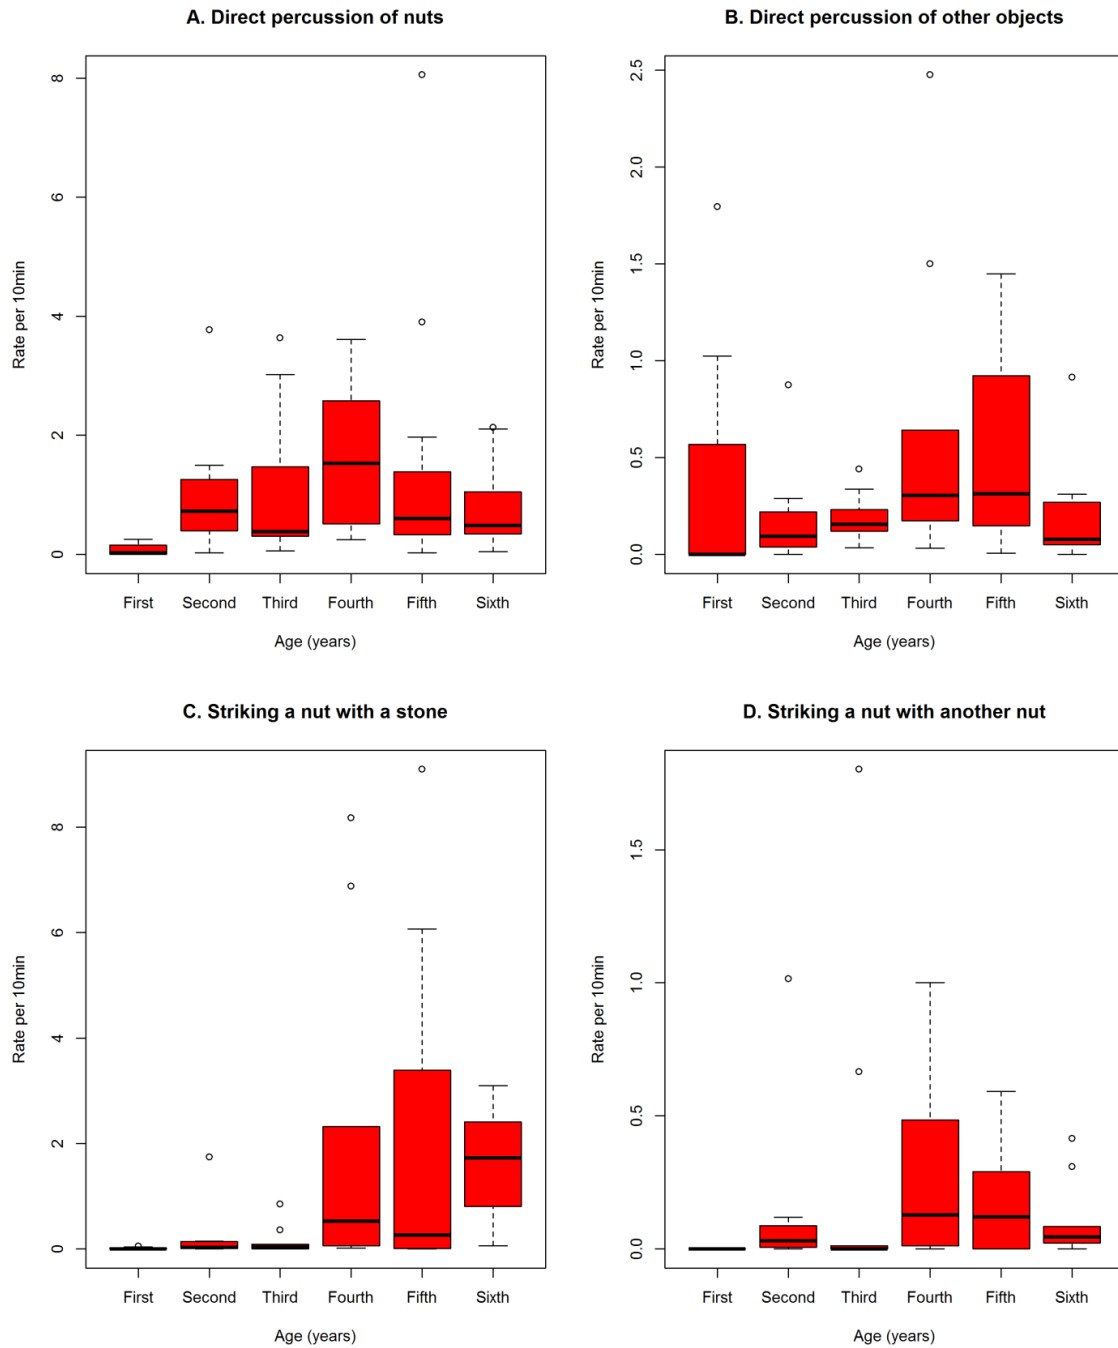 A. Direct percussion of nuts
Rate per 10min
8
6
4
2
0
First Second Third Fourth Fifth Sixth
Age (years)
B. Direct percussion of other objects
Rate per 10min
2.5
2.0
1.5
1.0
0.5
0.0
First Second Third Fourth Fifth Sixth
Age (years)
C. Striking a nut with a stone
Rate per 10min
8
6
4
2
0
First Second Third Fourth Fifth Sixth
Age (years)
D. Striking a nut with another nut
Rate per 10min
1.5
1.0
0.5
0.0
First Second Third Fourth Fifth Sixth
Age (years)